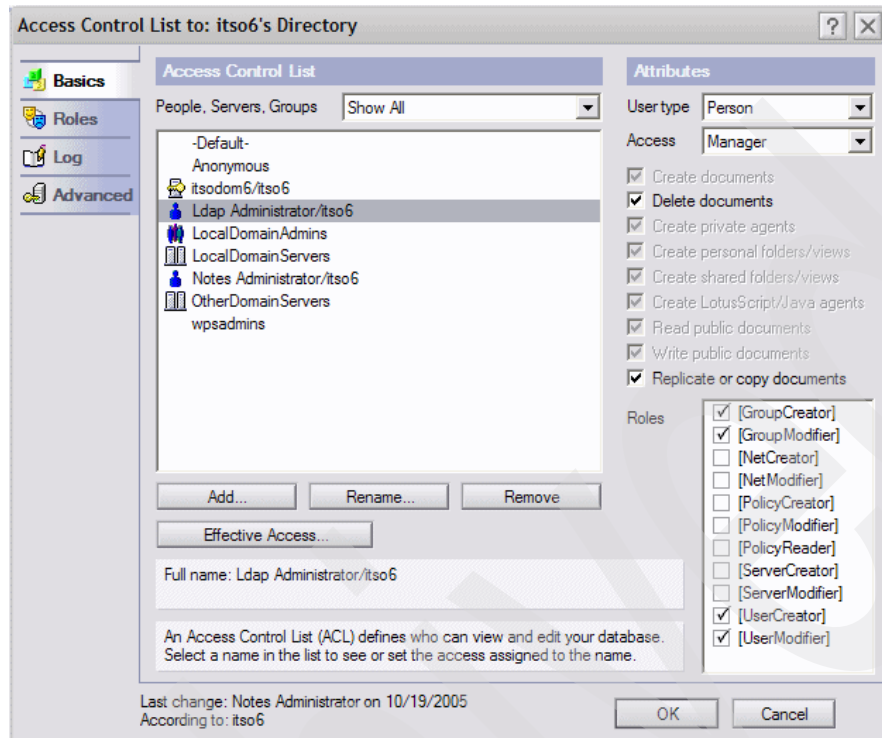 Access Control List to: itso6's Directory
Basics
Roles
Log
Advanced
Access Control List
People, Servers, Groups
Show All
-Default-
Anonymous
itsodom6/itso6
Ldap Administrator/itso6
LocalDomainAdmins
LocalDomainServers
Notes Administrator/itso6
OtherDomainServers
wpsadmins
Add...
Rename...
Remove
Effective Access...
Full name: Ldap Administrator/itso6
An Access Control List (ACL) defines who can view and edit your database.
Select a name in the list to see or set the access assigned to the name.
Attributes
User type
Person
Access
Manager
Create documents
Delete documents
Create private agents
Create personal folders/views
Create shared folders/views
Create LotusScript/Java agents
Read public documents
Write public documents
Replicate or copy documents
Roles
[GroupCreator]
[GroupModifier]
[NetCreator]
[NetModifier]
[PolicyCreator]
[PolicyModifier]
[PolicyReader]
[ServerCreator]
[ServerModifier]
[UserCreator]
[UserModifier]
Last change: Notes Administrator on 10/19/2005
According to: itso6
OK
Cancel